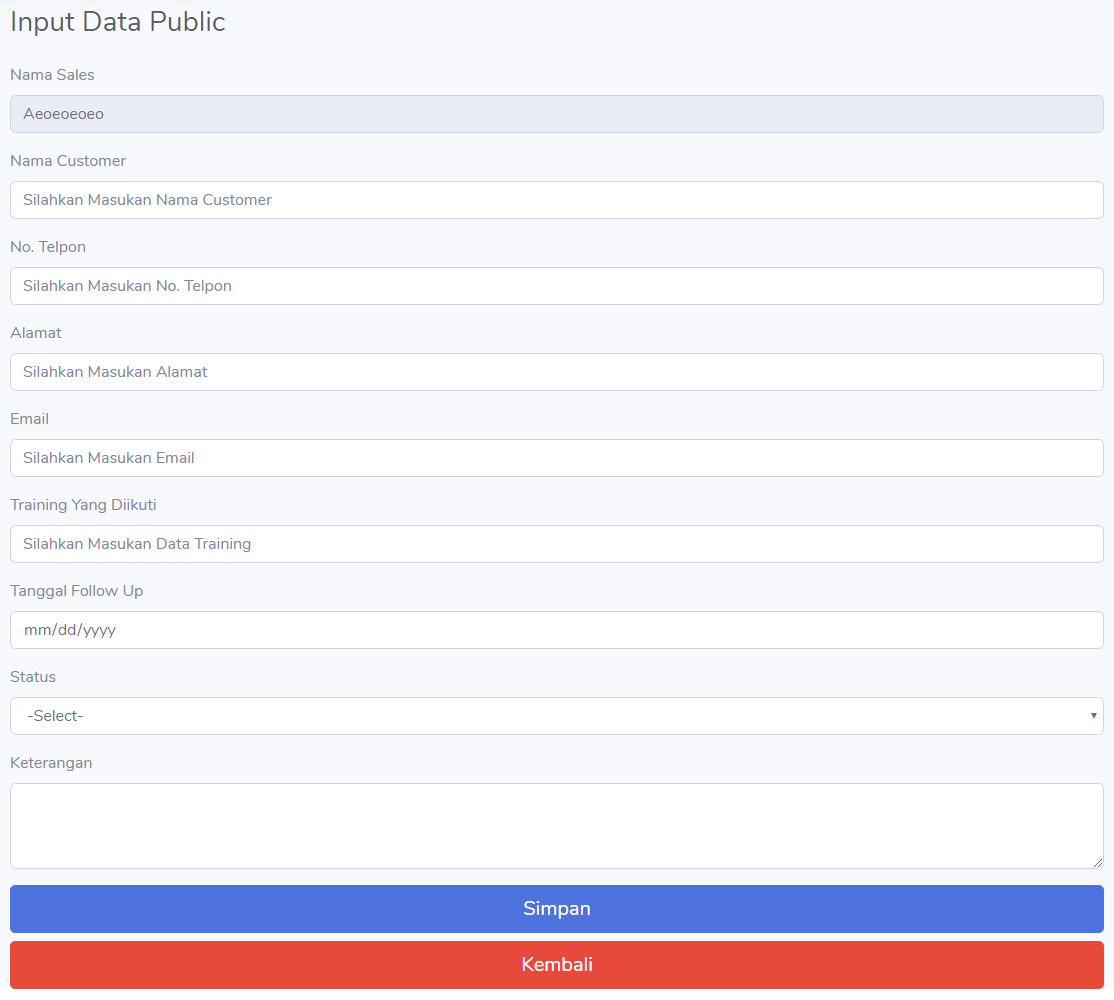 Input Data Public
Nama Sales
Aeoeoeoeo
Nama Customer
Silahkan Masukan Nama Customer
No. Telpon
Silahkan Masukan No. Telpon
Alamat
Silahkan Masukan Alamat
Email
Silahkan Masukan Email
Training Yang Diikuti
Silahkan Masukan Data Training
Tanggal Follow Up
mm/dd/yyyy
Status
-Select-
Keterangan
Simpan
Kembali